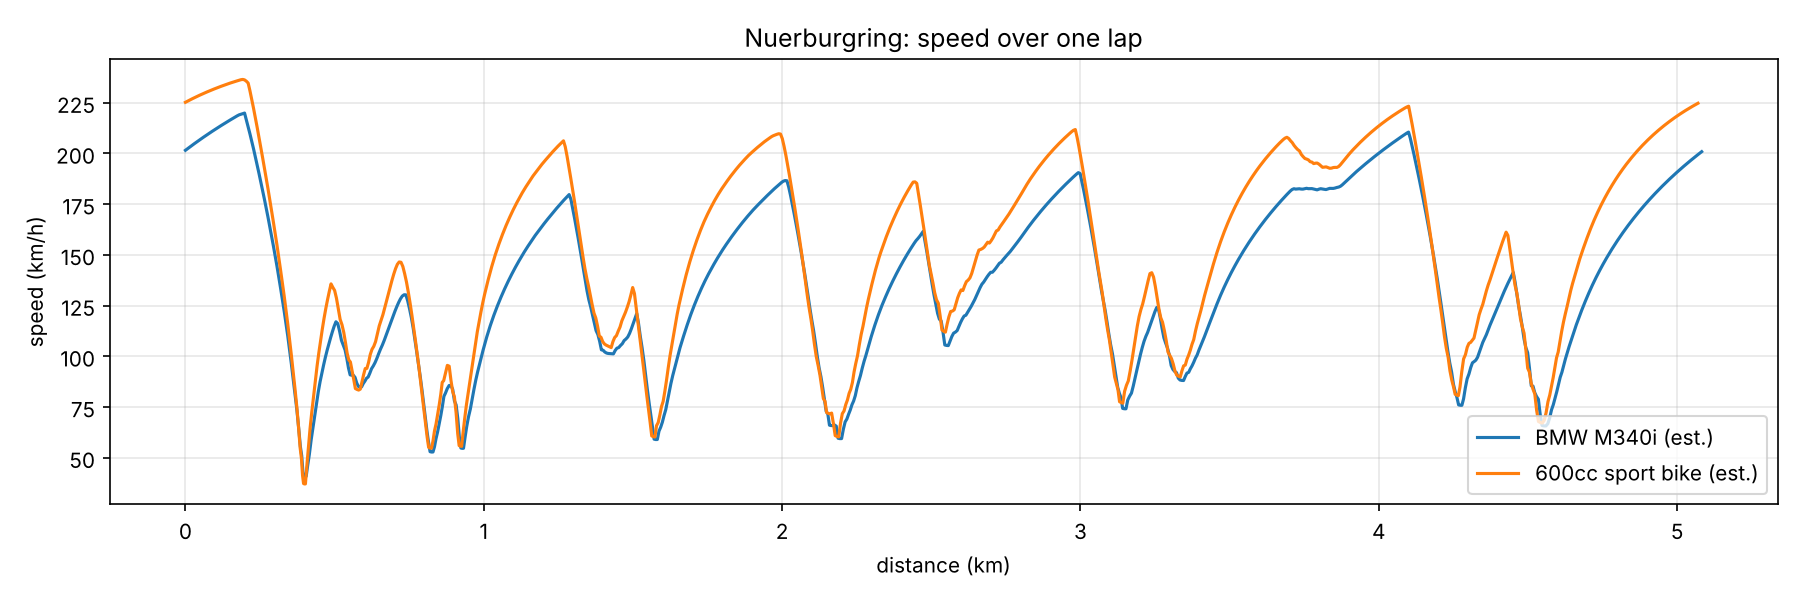 Nuerburgring: speed over one lap
speed (km/h)
225
200
175
150
125
100
75
50
0 1 2 3 4 5
distance (km)
BMW M340i (est.)
600cc sport bike (est.)